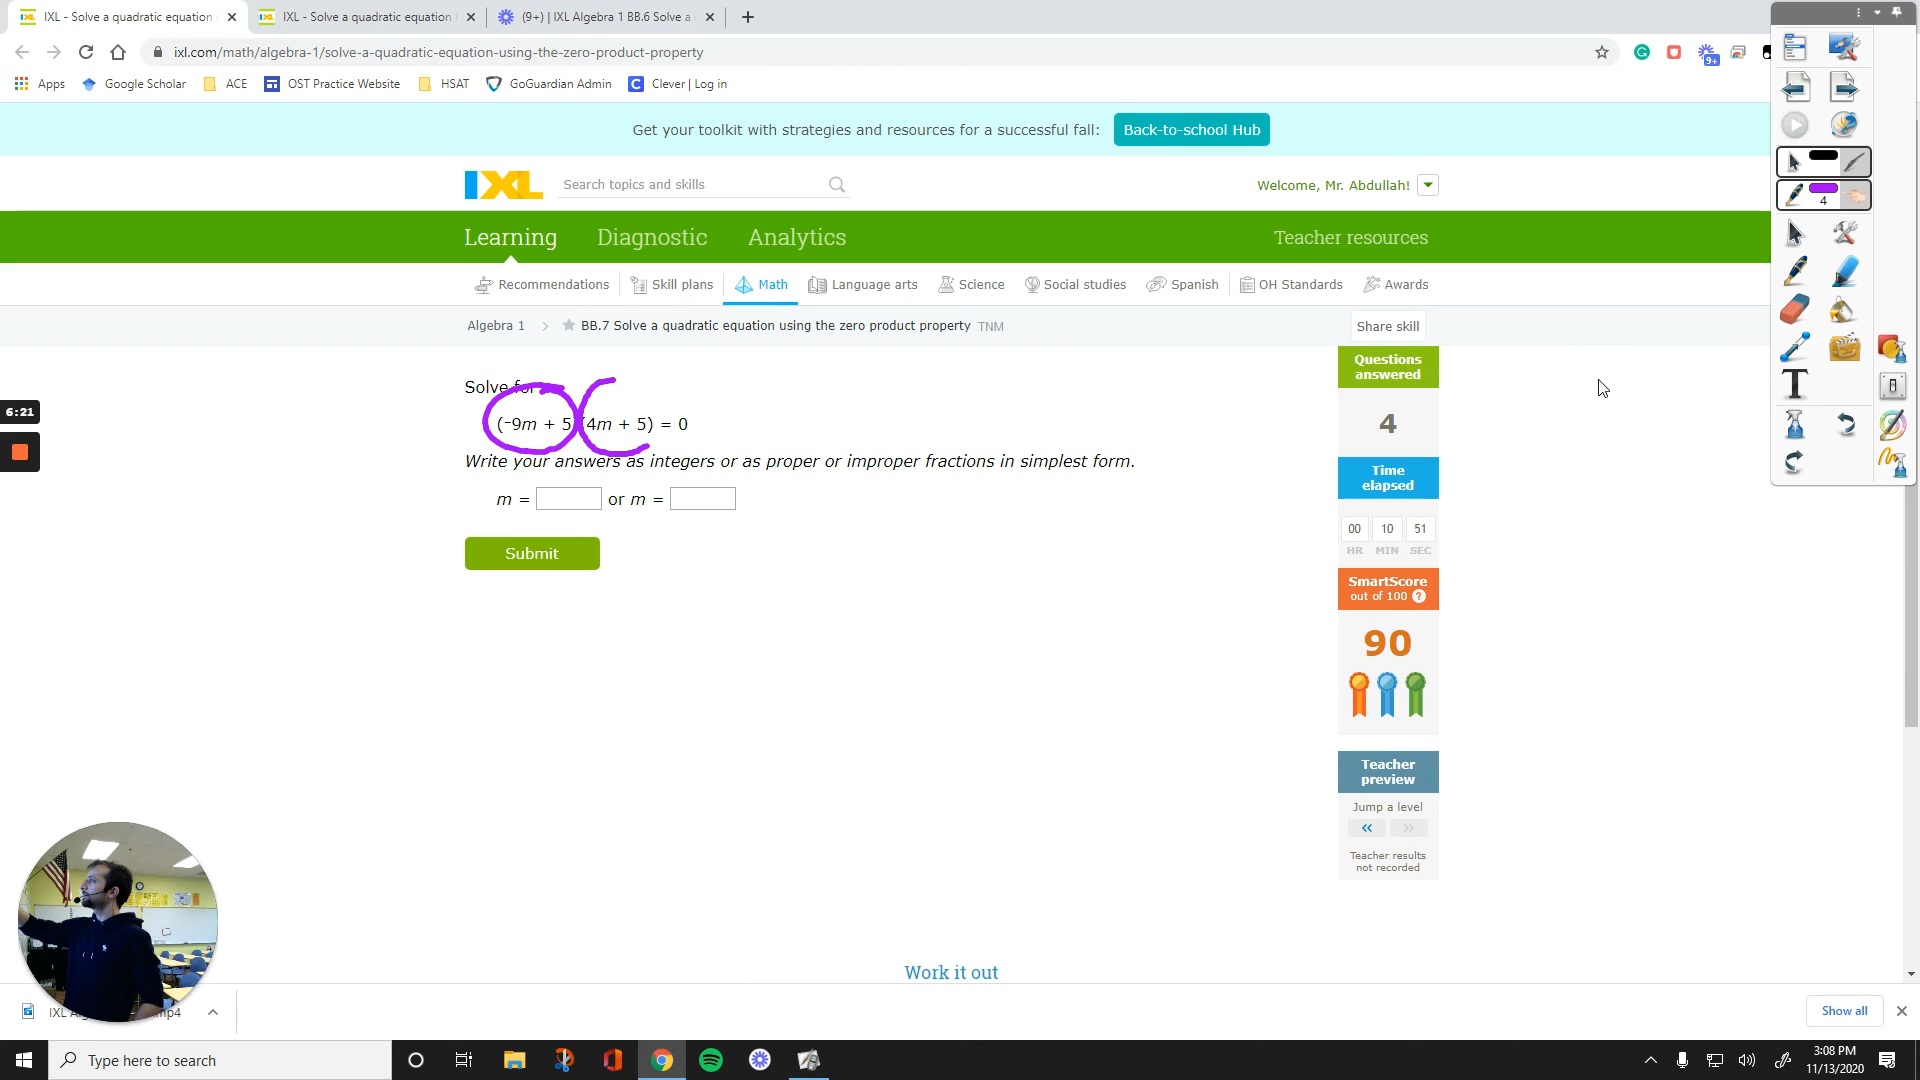 IXL - Solve a quadratic equation
IXL - Solve a quadratic equation
(9+) | IXL Algebra 1 BB.6 Solve a
ixl.com/math/algebra-1/solve-a-quadratic-equation-using-the-zero-product-property
9+
Apps Google Scholar ACE OST Practice Website HSAT GoGuardian Admin Clever | Log in
Get your toolkit with strategies and resources for a successful fall: Back-to-school Hub
IXL Search topics and skills Welcome, Mr. Abdullah!
4
Learning Diagnostic Analytics Teacher resources
Recommendations Skill plans Math Language arts Science Social studies Spanish OH Standards Awards
Algebra 1 > BB.7 Solve a quadratic equation using the zero product property TNM Share skill
Solve for
(-9m + 5)(4m + 5) = 0
Write your answers as integers or as proper or improper fractions in simplest form.
m = or m =
Submit
6:21
Questions
answered
4
Time
elapsed
00 10 51
HR MIN SEC
SmartScore
out of 100 ?
90
Teacher
preview
Jump a level
<< >>
Teacher results
not recorded
Work it out
IXL mp4
Show all
Type here to search
3:08 PM
11/13/2020